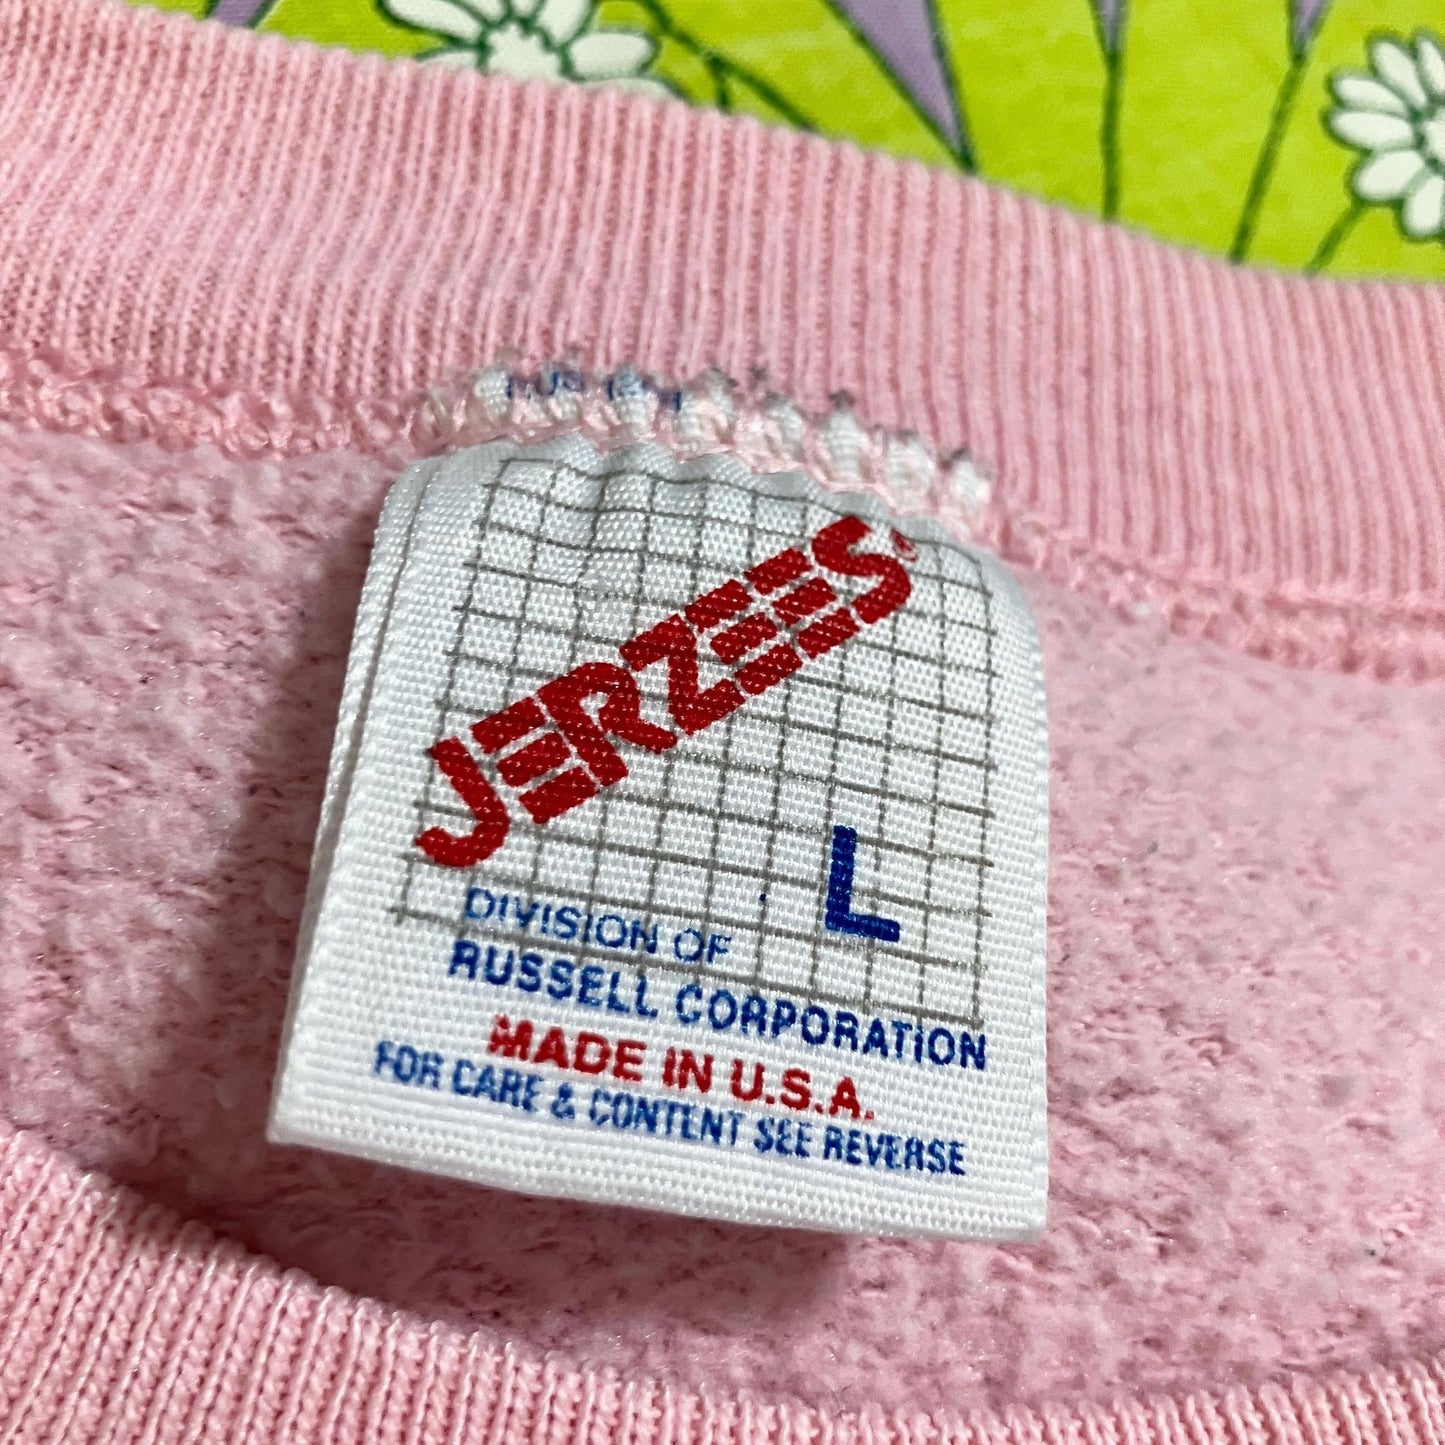 JERZEES®
L
DIVISION OF
RUSSELL CORPORATION
MADE IN U.S.A.
FOR CARE & CONTENT SEE REVERSE